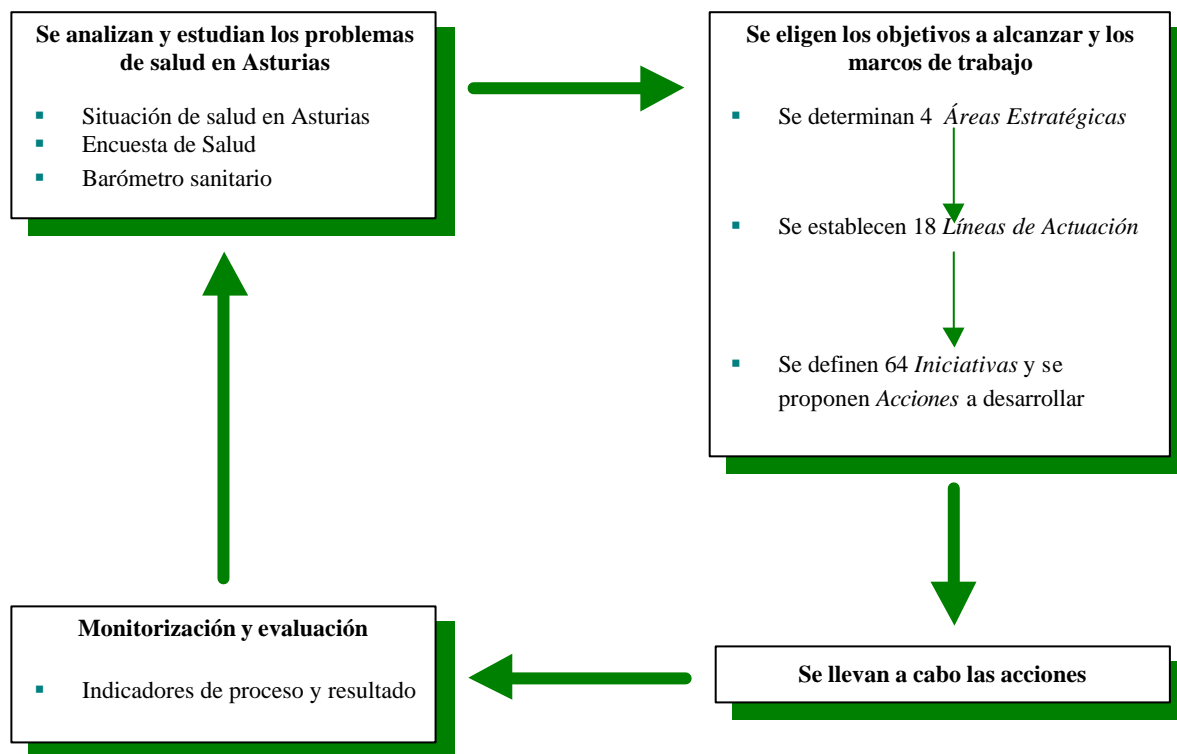 Se analizan y estudian los problemas
de salud en Asturias
▪ Situación de salud en Asturias
▪ Encuesta de Salud
▪ Barómetro sanitario
Se eligen los objetivos a alcanzar y los
marcos de trabajo
▪ Se determinan 4 Áreas Estratégicas
▪ Se establecen 18 Líneas de Actuación
▪ Se definen 64 Iniciativas y se
proponen Acciones a desarrollar
Se llevan a cabo las acciones
Monitorización y evaluación
▪ Indicadores de proceso y resultado